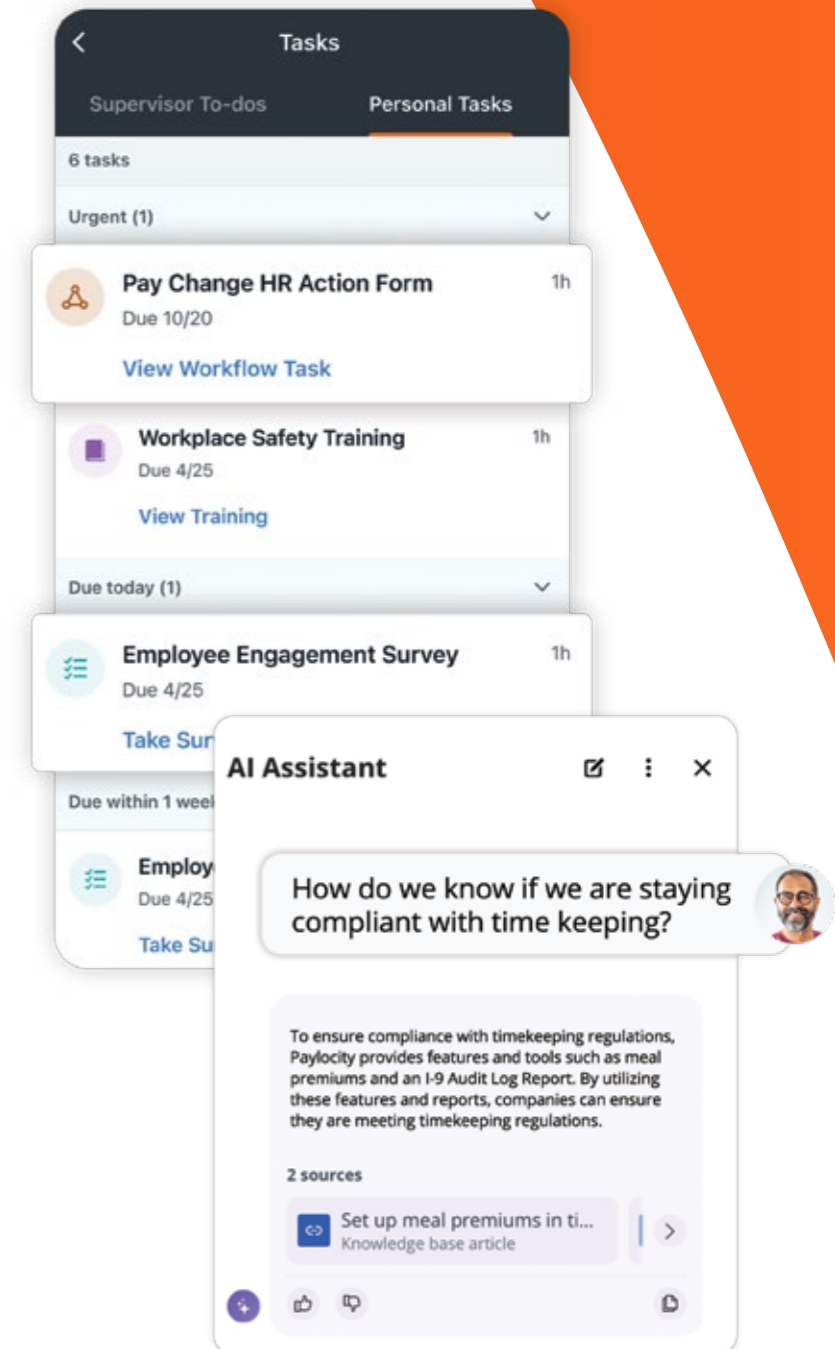 Tasks
Supervisor To-dos Personal Tasks
6 tasks
Urgent (1)
Pay Change HR Action Form 1h
Due 10/20
View Workflow Task
Workplace Safety Training 1h
Due 4/25
View Training
Due today (1)
Employee Engagement Survey 1h
Due 4/25
Take Sur
Due within 1 week
Employ
Due 4/25
Take Su
AI Assistant
How do we know if we are staying
compliant with time keeping?
To ensure compliance with timekeeping regulations,
Paylocity provides features and tools such as meal
premiums and an I-9 Audit Log Report. By utilizing
these features and reports, companies can ensure
they are meeting timekeeping regulations.
2 sources
Set up meal premiums in ti...
Knowledge base article